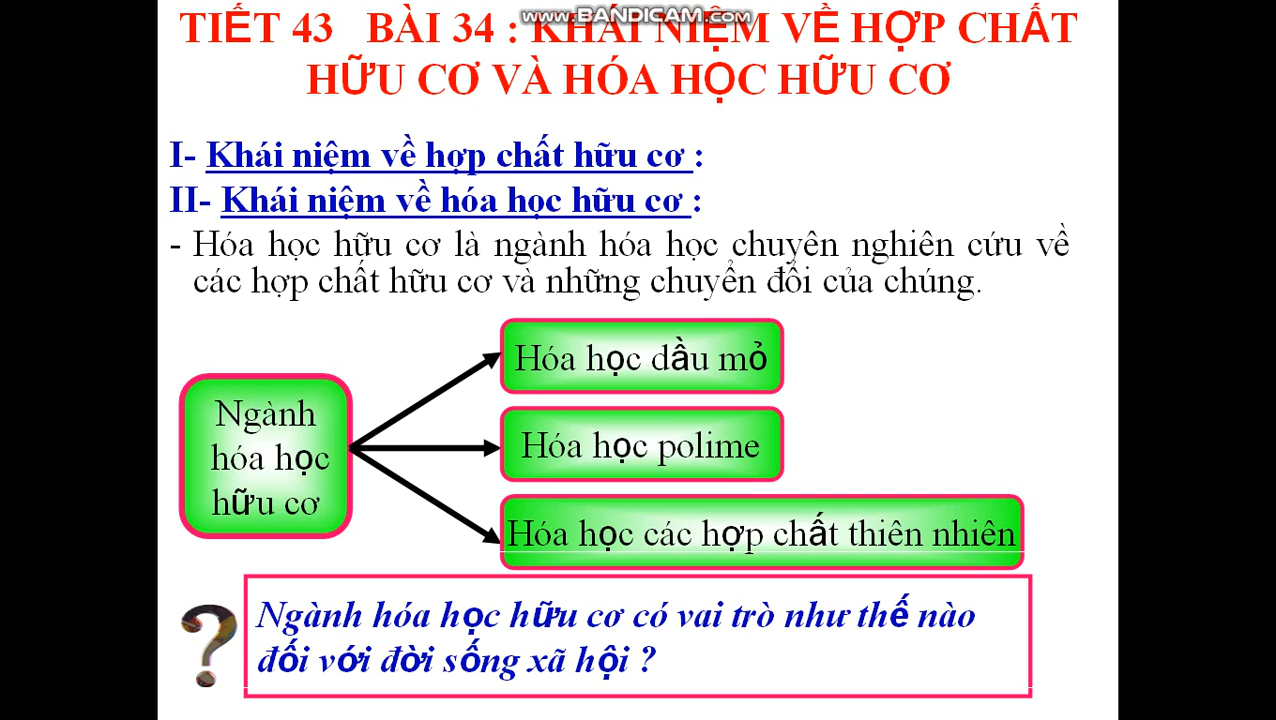 www.BANDICAM.com
TIẾT 43 BÀI 34 : KHÁI NIỆM VỀ HỢP CHẤT
HỮU CƠ VÀ HÓA HỌC HỮU CƠ
I- Khái niệm về hợp chất hữu cơ :
II- Khái niệm về hóa học hữu cơ :
- Hóa học hữu cơ là ngành hóa học chuyên nghiên cứu về
các hợp chất hữu cơ và những chuyển đổi của chúng.
Ngành
hóa học
hữu cơ
Hóa học dầu mỏ
Hóa học polime
Hóa học các hợp chất thiên nhiên
?
Ngành hóa học hữu cơ có vai trò như thế nào
đối với đời sống xã hội ?